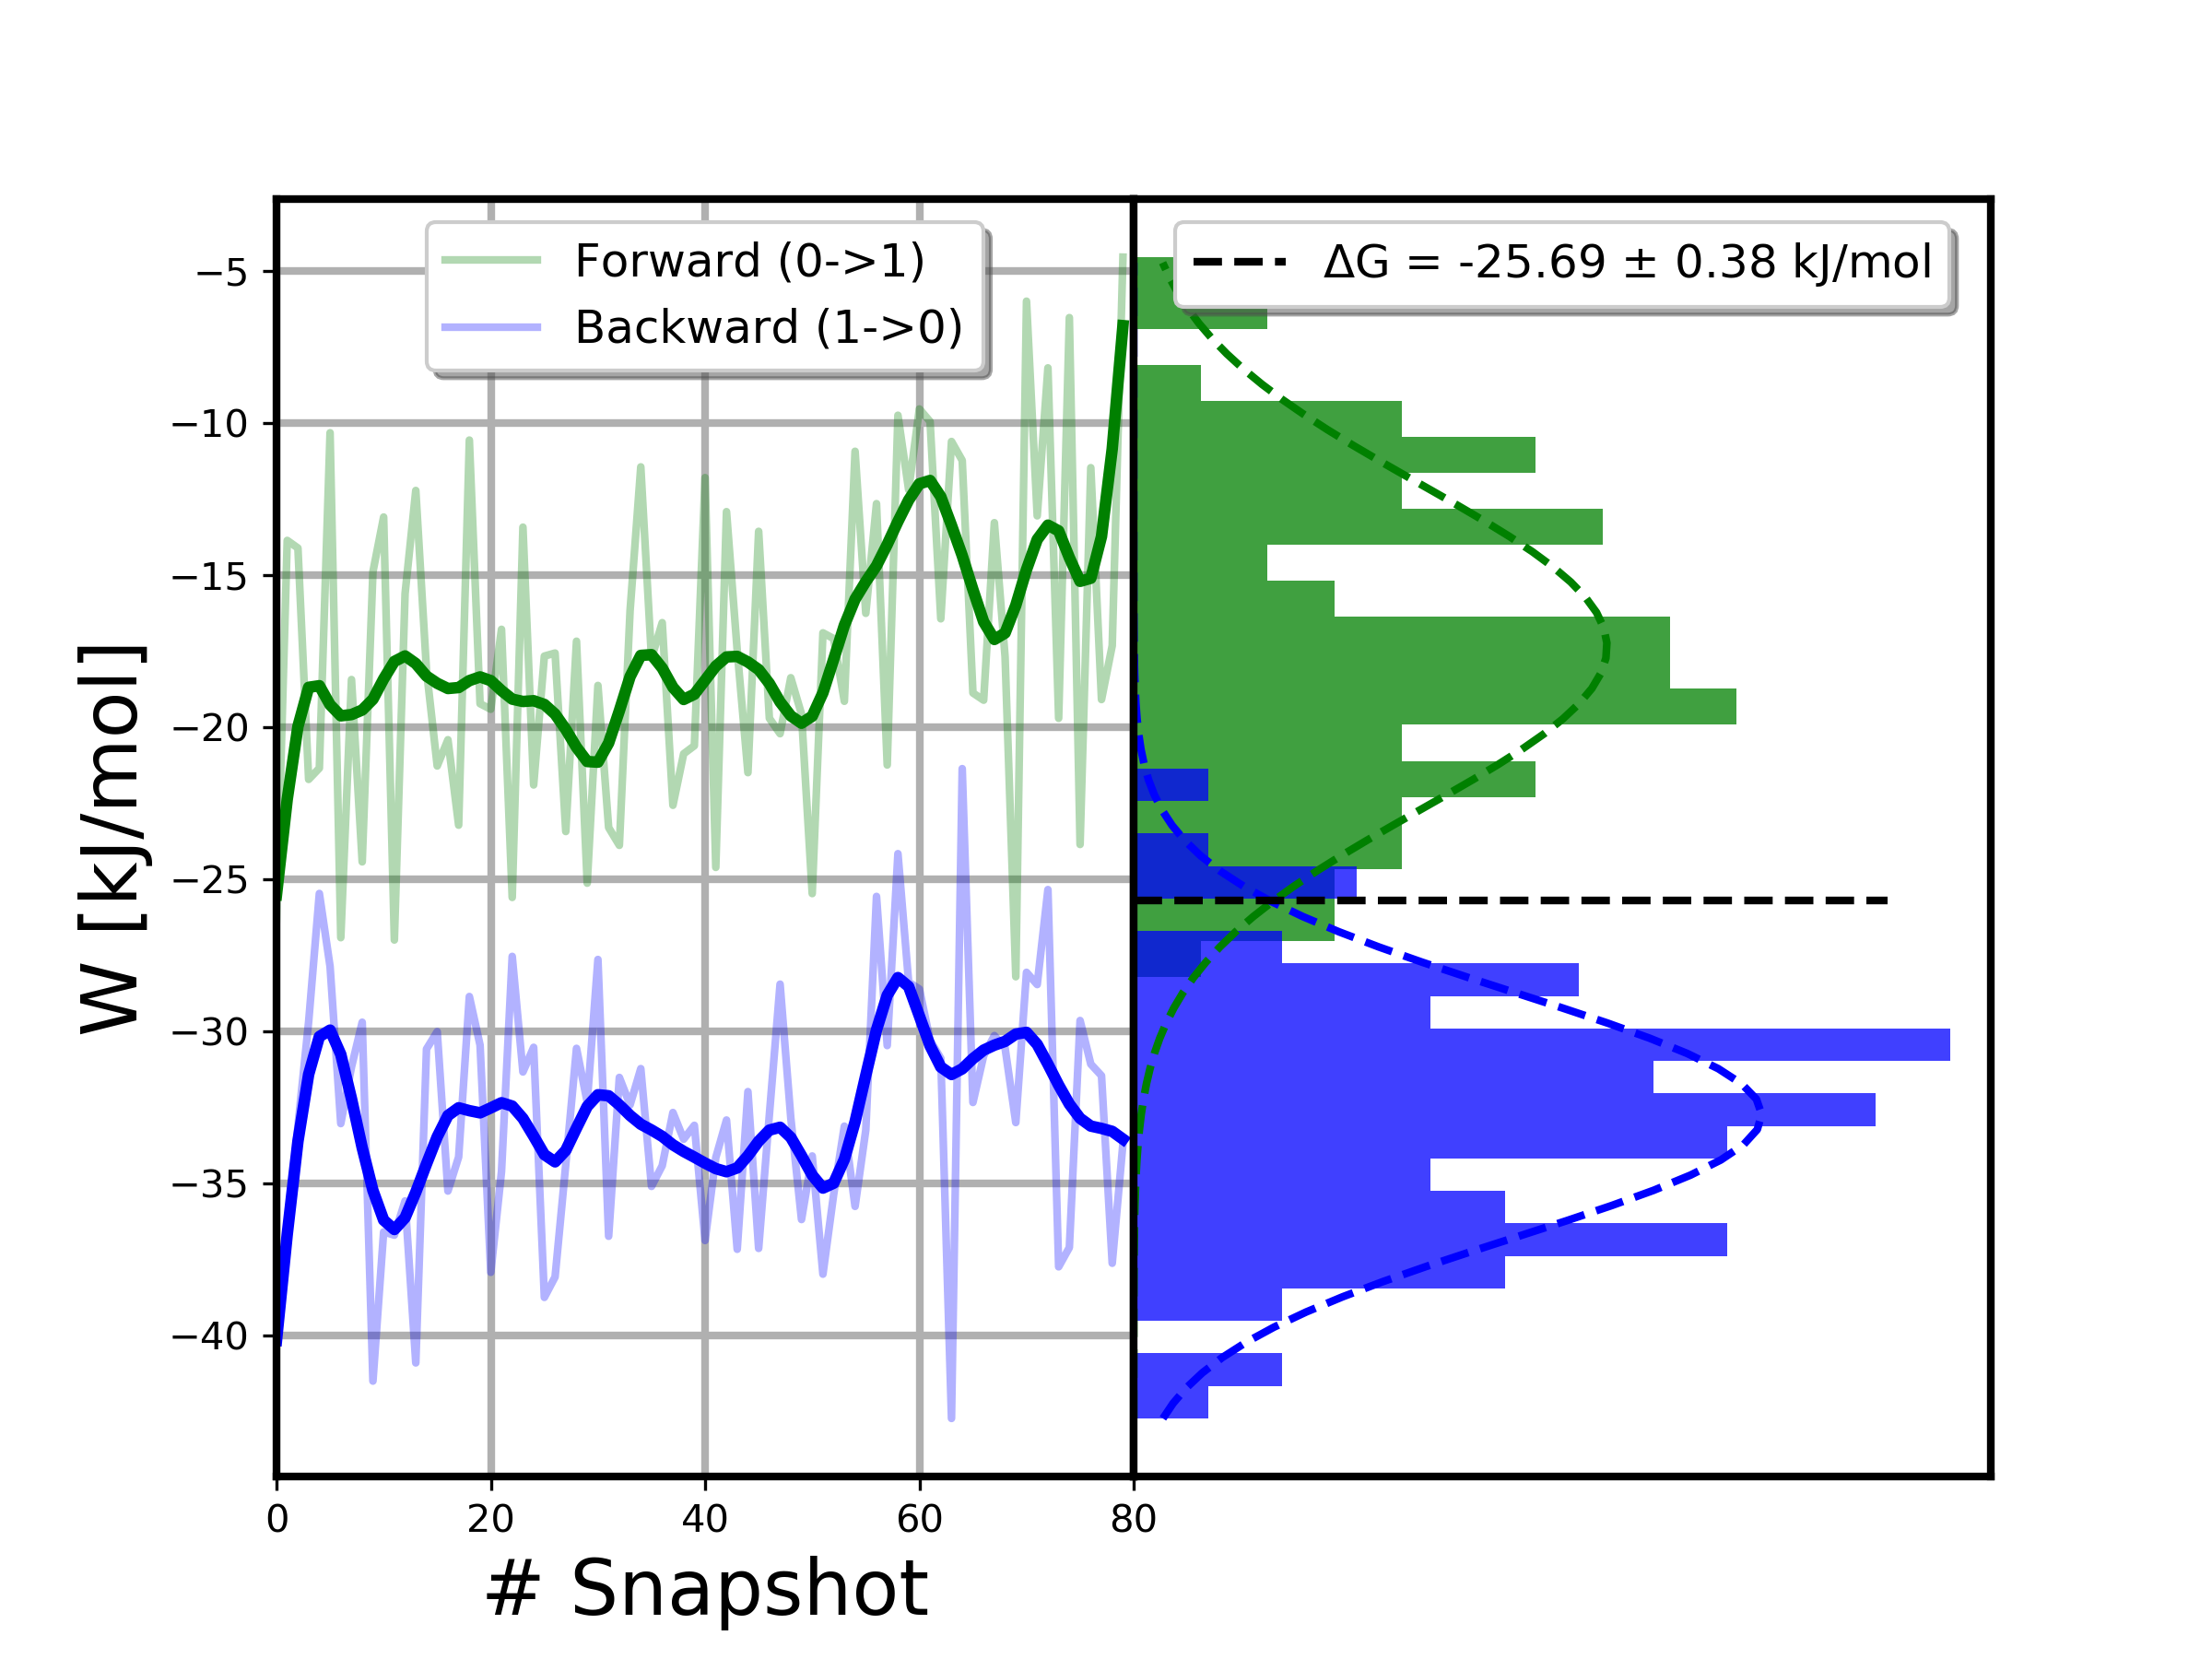 Forward (0->1)
Backward (1->0)
ΔG = -25.69 ± 0.38 kJ/mol
−5
−10
−15
−20
−25
−30
−35
−40
W [kJ/mol]
0 20 40 60 80
# Snapshot